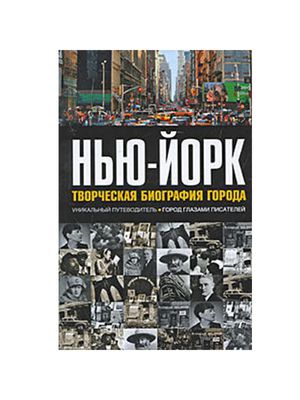 НЬЮ-ЙОРК
ТВОРЧЕСКАЯ БИОГРАФИЯ ГОРОДА
УНИКАЛЬНЫЙ ПУТЕВОДИТЕЛЬ • ГОРОД ГЛАЗАМИ ПИСАТЕЛЕЙ